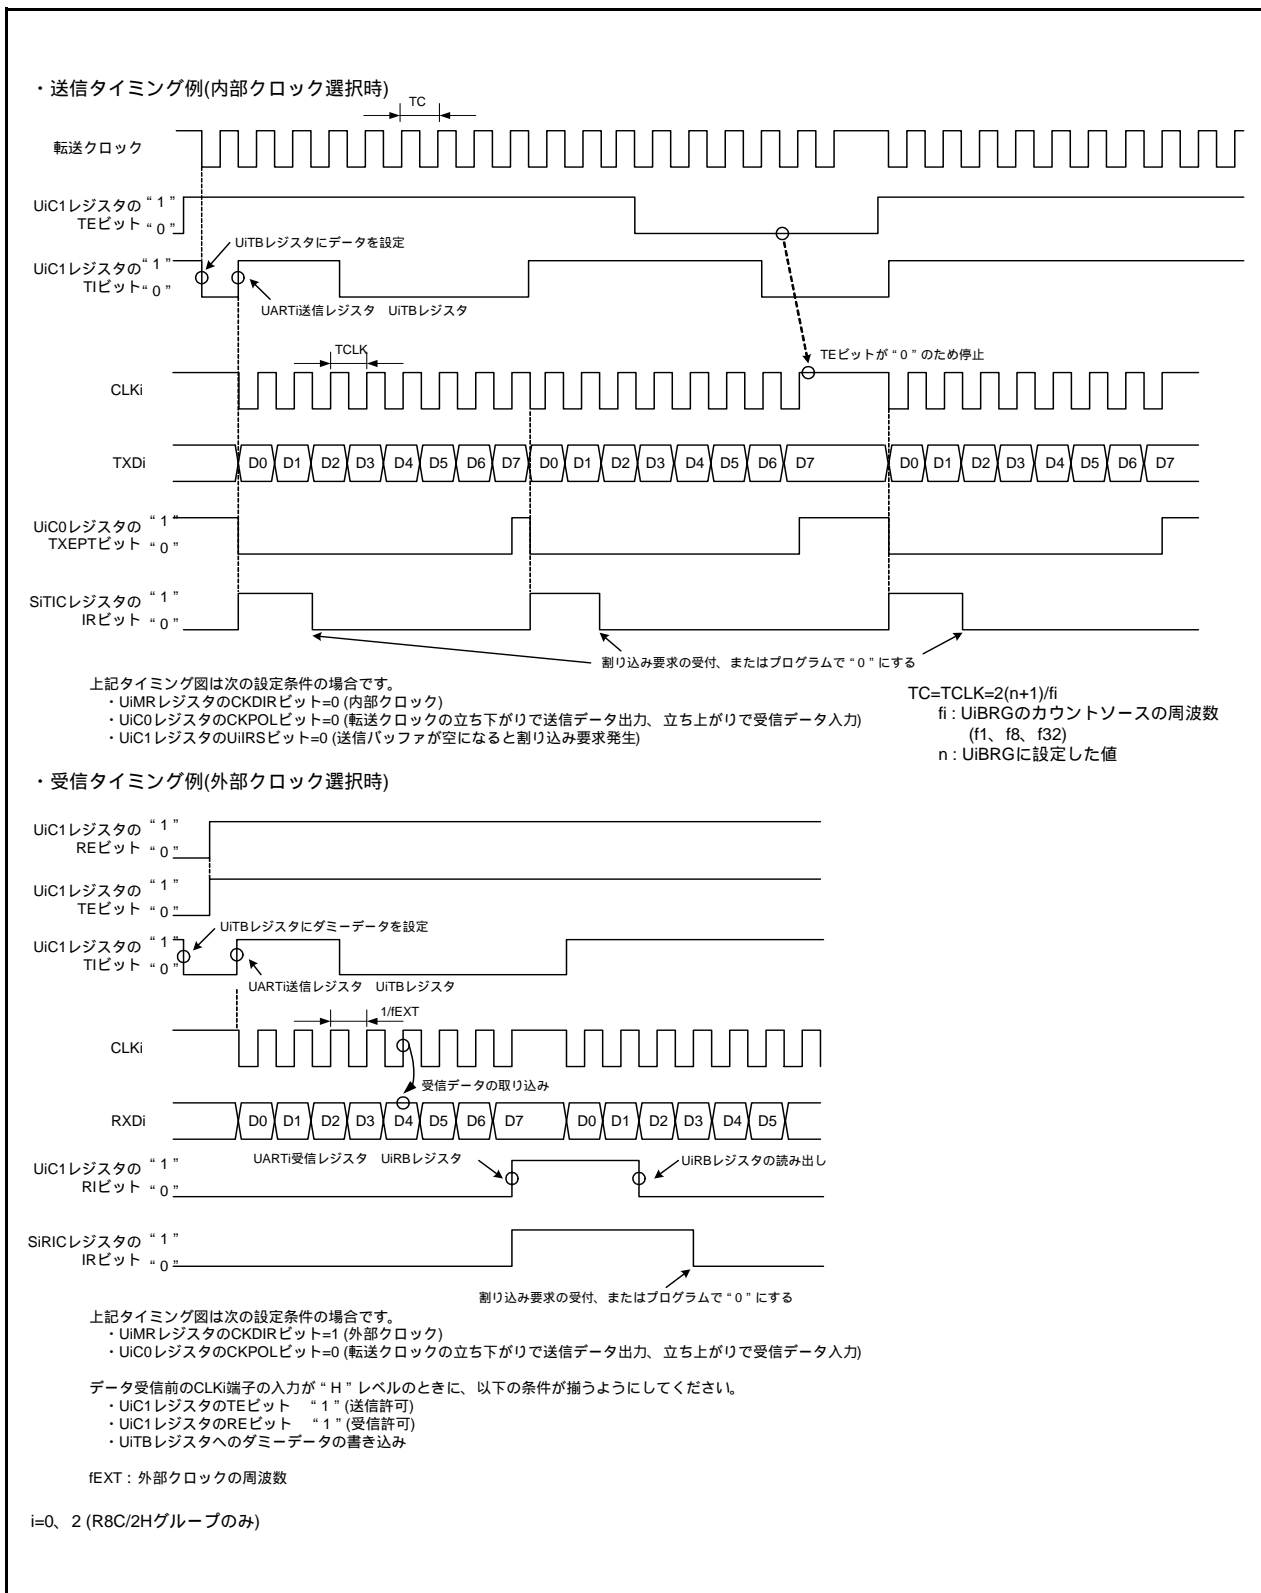 ・送信タイミング例(内部クロック選択時)
TC
転送クロック
UiC1レジスタの “ 1 ”
TEビット “ 0 ”
UiTBレジスタにデータを設定
UiC1レジスタの “ 1 ”
TIビット “ 0 ”
UARTi送信レジスタ UiTBレジスタ
TCLK
TEビットが “ 0 ” のため停止
CLKi
TXDi D0 D1 D2 D3 D4 D5 D6 D7 D0 D1 D2 D3 D4 D5 D6 D7 D0 D1 D2 D3 D4 D5 D6 D7
UiC0レジスタの “ 1 ”
TXEPTビット “ 0 ”
SiTICレジスタの “ 1 ”
IRビット “ 0 ”
割り込み要求の受付、またはプログラムで “ 0 ” にする
上記タイミング図は次の設定条件の場合です。
・UiMRレジスタのCKDIRビット=0 (内部クロック)
・UiC0レジスタのCKPOLビット=0 (転送クロックの立ち下がりで送信データ出力、立ち上がりで受信データ入力)
・UiC1レジスタのUiIRSビット=0 (送信バッファが空になると割り込み要求発生)
TC=TCLK=2(n+1)/fi
fi : UiBRGのカウントソースの周波数
(f1、f8、f32)
n : UiBRGに設定した値
・受信タイミング例(外部クロック選択時)
UiC1レジスタの “ 1 ”
REビット “ 0 ”
UiC1レジスタの “ 1 ”
TEビット “ 0 ”
UiTBレジスタにダミーデータを設定
UiC1レジスタの “ 1 ”
TIビット “ 0 ”
UARTi送信レジスタ UiTBレジスタ
1/fEXT
CLKi
受信データの取り込み
RXDi D0 D1 D2 D3 D4 D5 D6 D7 D0 D1 D2 D3 D4 D5
UARTi受信レジスタ UiRBレジスタ
UiRBレジスタの読み出し
UiC1レジスタの “ 1 ”
RIビット “ 0 ”
SiRICレジスタの “ 1 ”
IRビット “ 0 ”
割り込み要求の受付、またはプログラムで “ 0 ” にする
上記タイミング図は次の設定条件の場合です。
・UiMRレジスタのCKDIRビット=1 (外部クロック)
・UiC0レジスタのCKPOLビット=0 (転送クロックの立ち下がりで送信データ出力、立ち上がりで受信データ入力)
データ受信前のCLKi端子の入力が “ H ” レベルのときに、以下の条件が揃うようにしてください。
・UiC1レジスタのTEビット “ 1 ” (送信許可)
・UiC1レジスタのREビット “ 1 ” (受信許可)
・UiTBレジスタへのダミーデータの書き込み
fEXT : 外部クロックの周波数
i=0、2 (R8C/2Hグループのみ)